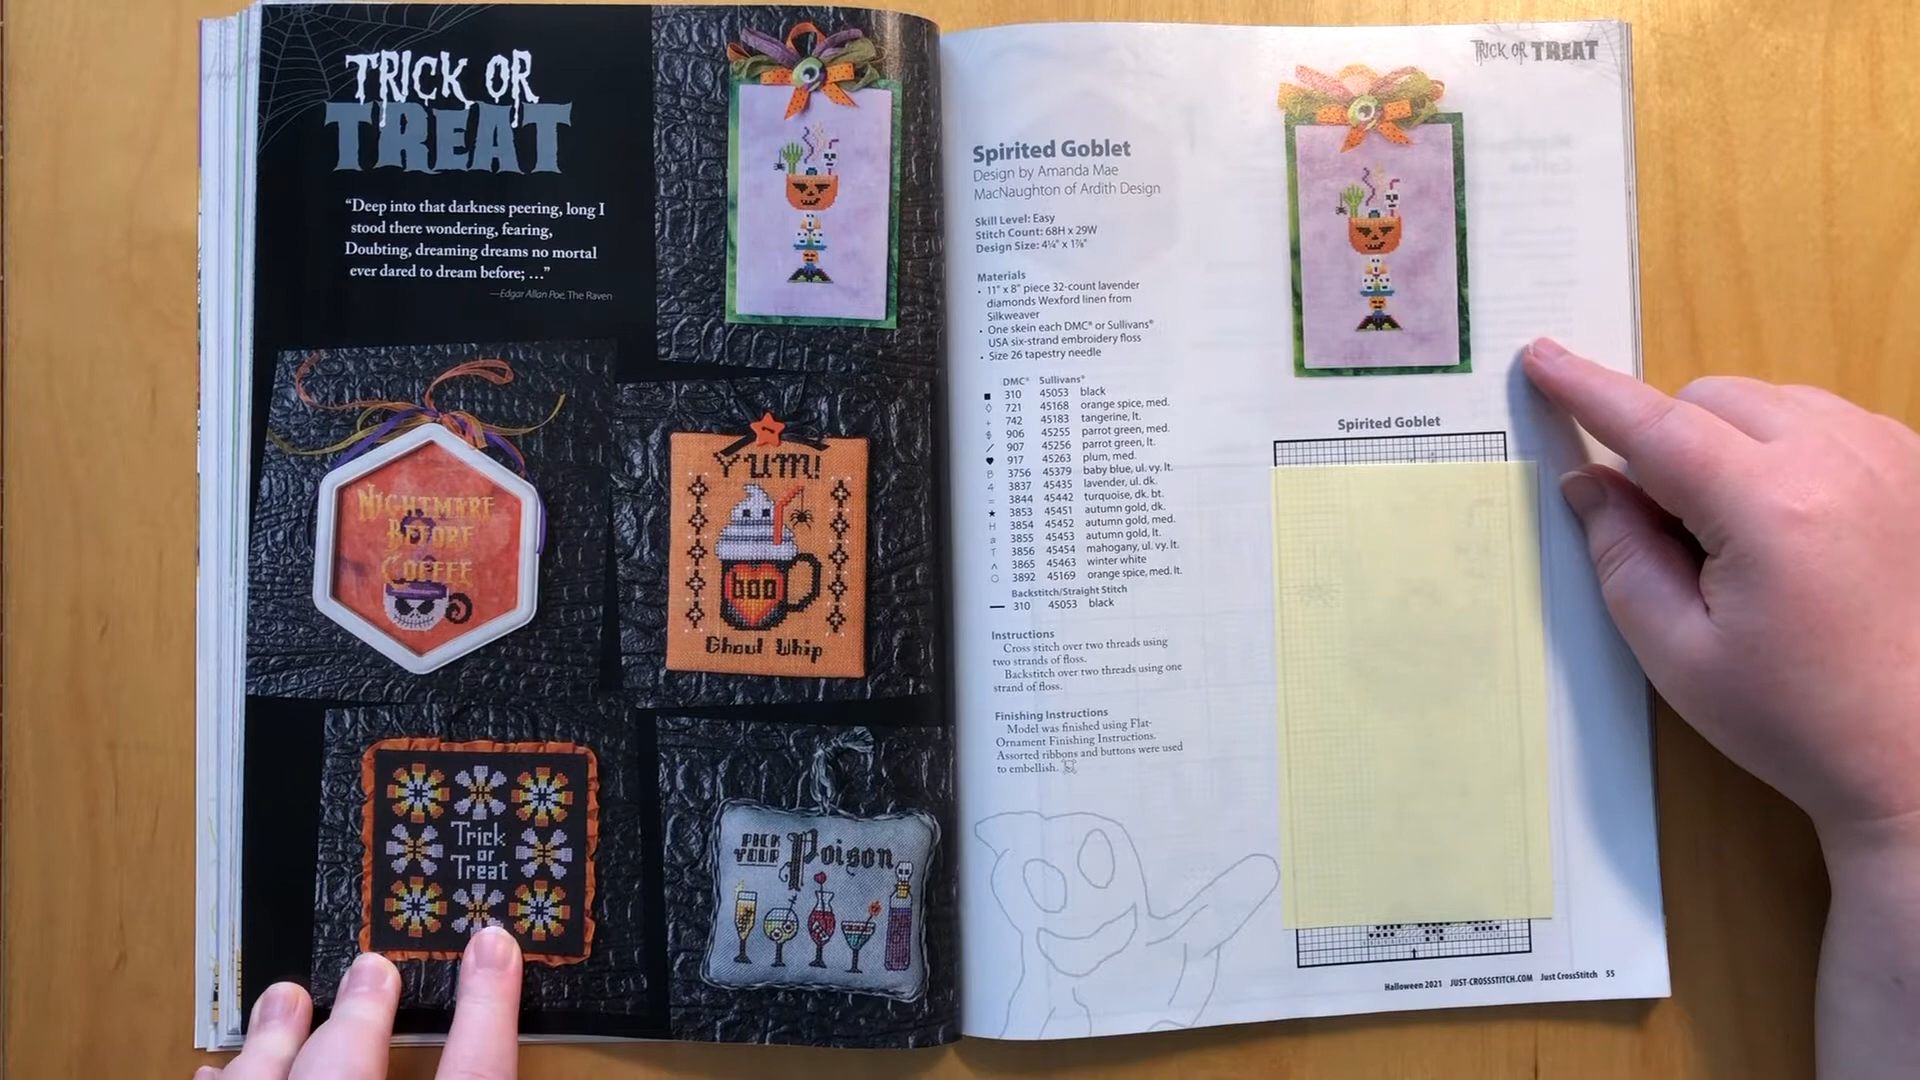 TRICK OR
TREAT
“Deep into that darkness peering, long I
stood there wondering, fearing,
Doubting, dreaming dreams no mortal
ever dared to dream before; …”
—Edgar Allan Poe, The Raven
NIGHTMARE
BEFORE
COFFEE
YUM!
boo
Ghoul Whip
Trick
or
Treat
PICK
YOUR Poison
TRICK OR TREAT
Spirited Goblet
Design by Amanda Mae
MacNaughton of Ardith Design
Skill Level: Easy
Stitch Count: 68H x 29W
Design Size: 4¼" x 1⅞"
Materials
• 11" x 8" piece 32-count lavender
diamonds Wexford linen from
Silkweaver
• One skein each DMC® or Sullivans®
USA six-strand embroidery floss
• Size 26 tapestry needle
DMC® Sullivans®
■ 310 45053 black
◊ 721 45168 orange spice, med.
+ 742 45183 tangerine, lt.
906 45255 parrot green, med.
/ 907 45256 parrot green, lt.
♥ 917 45263 plum, med.
3756 45379 baby blue, ul. vy. lt.
3837 45435 lavender, ul. dk.
= 3844 45442 turquoise, dk. bt.
★ 3853 45451 autumn gold, dk.
H 3854 45452 autumn gold, med.
3855 45453 autumn gold, lt.
3856 45454 mahogany, ul. vy. lt.
^ 3865 45463 winter white
○ 3892 45169 orange spice, med. lt.
Backstitch/Straight Stitch
— 310 45053 black
Instructions
Cross stitch over two threads using
two strands of floss.
Backstitch over two threads using one
strand of floss.
Finishing Instructions
Model was finished using Flat-
Ornament Finishing Instructions.
Assorted ribbons and buttons were used
to embellish.
Spirited Goblet
Halloween 2021 JUST-CROSSSTITCH.COM Just CrossStitch 55